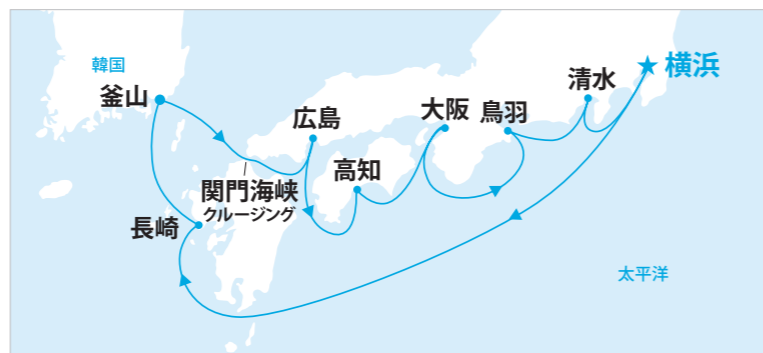 韓国
釜山
広島
大阪
鳥羽
清水
★横浜
高知
関門海峡
クルージング
長崎
太平洋